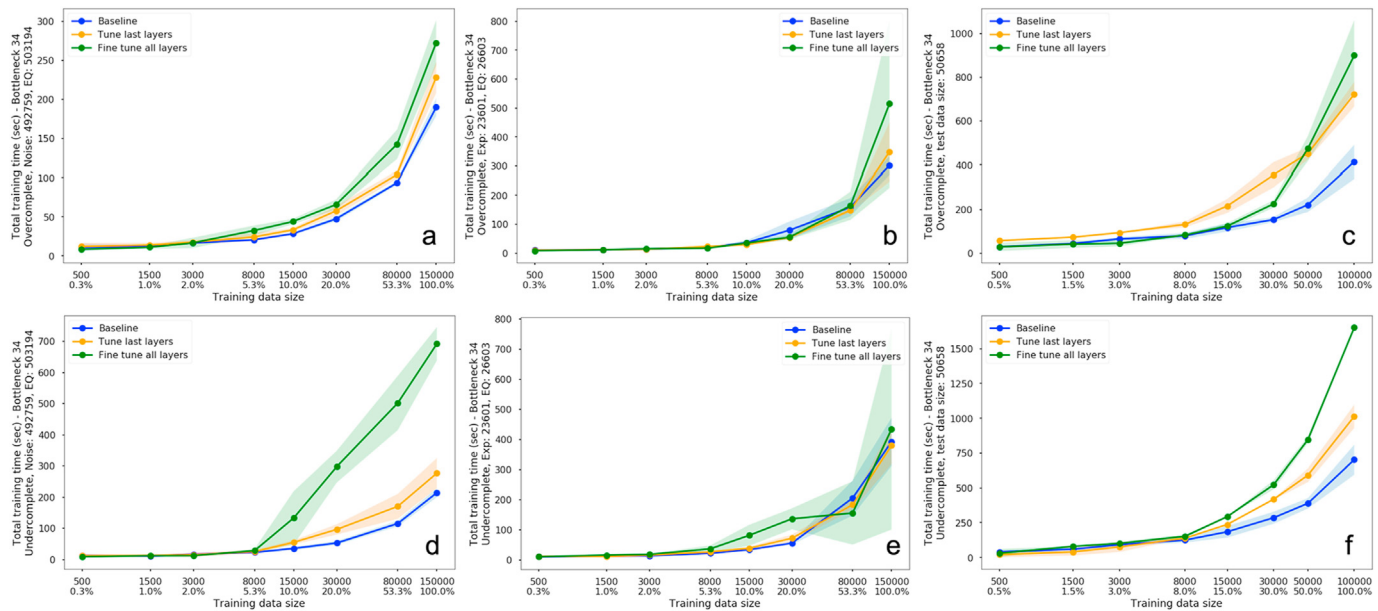 Total training time (sec) - Bottleneck 34
Overcomplete, Noise: 492759, EQ: 503194
300
250
200
150
100
50
0
Baseline
Tune last layers
Fine tune all layers
a
500 1500 3000 8000 15000 30000 80000 150000
0.3% 1.0% 2.0% 5.3% 10.0% 20.0% 53.3% 100.0%
Training data size
Total training time (sec) - Bottleneck 34
Overcomplete, Exp: 23601, EQ: 26603
800
700
600
500
400
300
200
100
0
Baseline
Tune last layers
Fine tune all layers
b
500 1500 3000 8000 15000 30000 80000 150000
0.3% 1.0% 2.0% 5.3% 10.0% 20.0% 53.3% 100.0%
Training data size
Total training time (sec) - Bottleneck 34
Overcomplete, test data size: 50658
1000
800
600
400
200
0
Baseline
Tune last layers
Fine tune all layers
c
500 1500 3000 8000 15000 30000 50000 100000
0.5% 1.5% 3.0% 8.0% 15.0% 30.0% 50.0% 100.0%
Training data size
Total training time (sec) - Bottleneck 34
Undercomplete, Noise: 492759, EQ: 503194
700
600
500
400
300
200
100
0
Baseline
Tune last layers
Fine tune all layers
d
500 1500 3000 8000 15000 30000 80000 150000
0.3% 1.0% 2.0% 5.3% 10.0% 20.0% 53.3% 100.0%
Training data size
Total training time (sec) - Bottleneck 34
Undercomplete, Exp: 23601, EQ: 26603
800
700
600
500
400
300
200
100
0
Baseline
Tune last layers
Fine tune all layers
e
500 1500 3000 8000 15000 30000 80000 150000
0.3% 1.0% 2.0% 5.3% 10.0% 20.0% 53.3% 100.0%
Training data size
Total training time (sec) - Bottleneck 34
Undercomplete, test data size: 50658
1500
1250
1000
750
500
250
0
Baseline
Tune last layers
Fine tune all layers
f
500 1500 3000 8000 15000 30000 50000 100000
0.5% 1.5% 3.0% 8.0% 15.0% 30.0% 50.0% 100.0%
Training data size